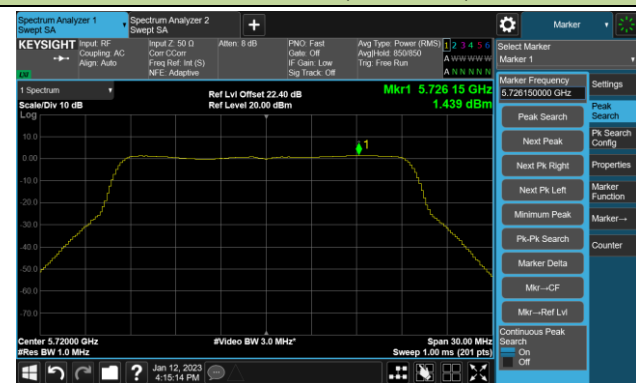 Spectrum Analyzer 1
Swept SA
Spectrum Analyzer 2
Swept SA
+
Marker
KEYSIGHT
Input: RF
Coupling: AC
Align: Auto
Input Z: 50 Ω
Corr CCorr
Freq Ref: Int (S)
NFE: Adaptive
Atten: 8 dB
PNO: Fast
Gate: Off
IF Gain: Low
Sig Track: Off
Avg Type: Power (RMS)
Avg|Hold: 850/850
Trig: Free Run
1 2 3 4 5 6
A W W W W W
A N N N N N
Select Marker
Marker 1
1 Spectrum
Scale/Div 10 dB
Log
Ref Lvl Offset 22.40 dB
Ref Level 20.00 dBm
Mkr1 5.726 15 GHz
1.439 dBm
1
10.0
0.00
-10.0
-20.0
-30.0
-40.0
-50.0
-60.0
-70.0
Center 5.72000 GHz
#Res BW 1.0 MHz
#Video BW 3.0 MHz*
Span 30.00 MHz
Sweep 1.00 ms (201 pts)
Marker Frequency
5.726150000 GHz
Peak Search
Next Peak
Next Pk Right
Next Pk Left
Minimum Peak
Pk-Pk Search
Marker Delta
Mkr→CF
Mkr→Ref Lvl
Continuous Peak
Search
On
Off
Settings
Peak
Search
Pk Search
Config
Properties
Marker
Function
Marker→
Counter
?
Jan 12, 2023
4:15:14 PM